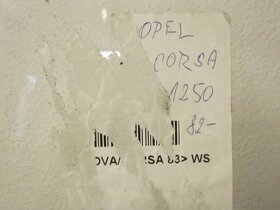 OPEL
CORSA
1250
82-
OVA/ RSA 83> WS